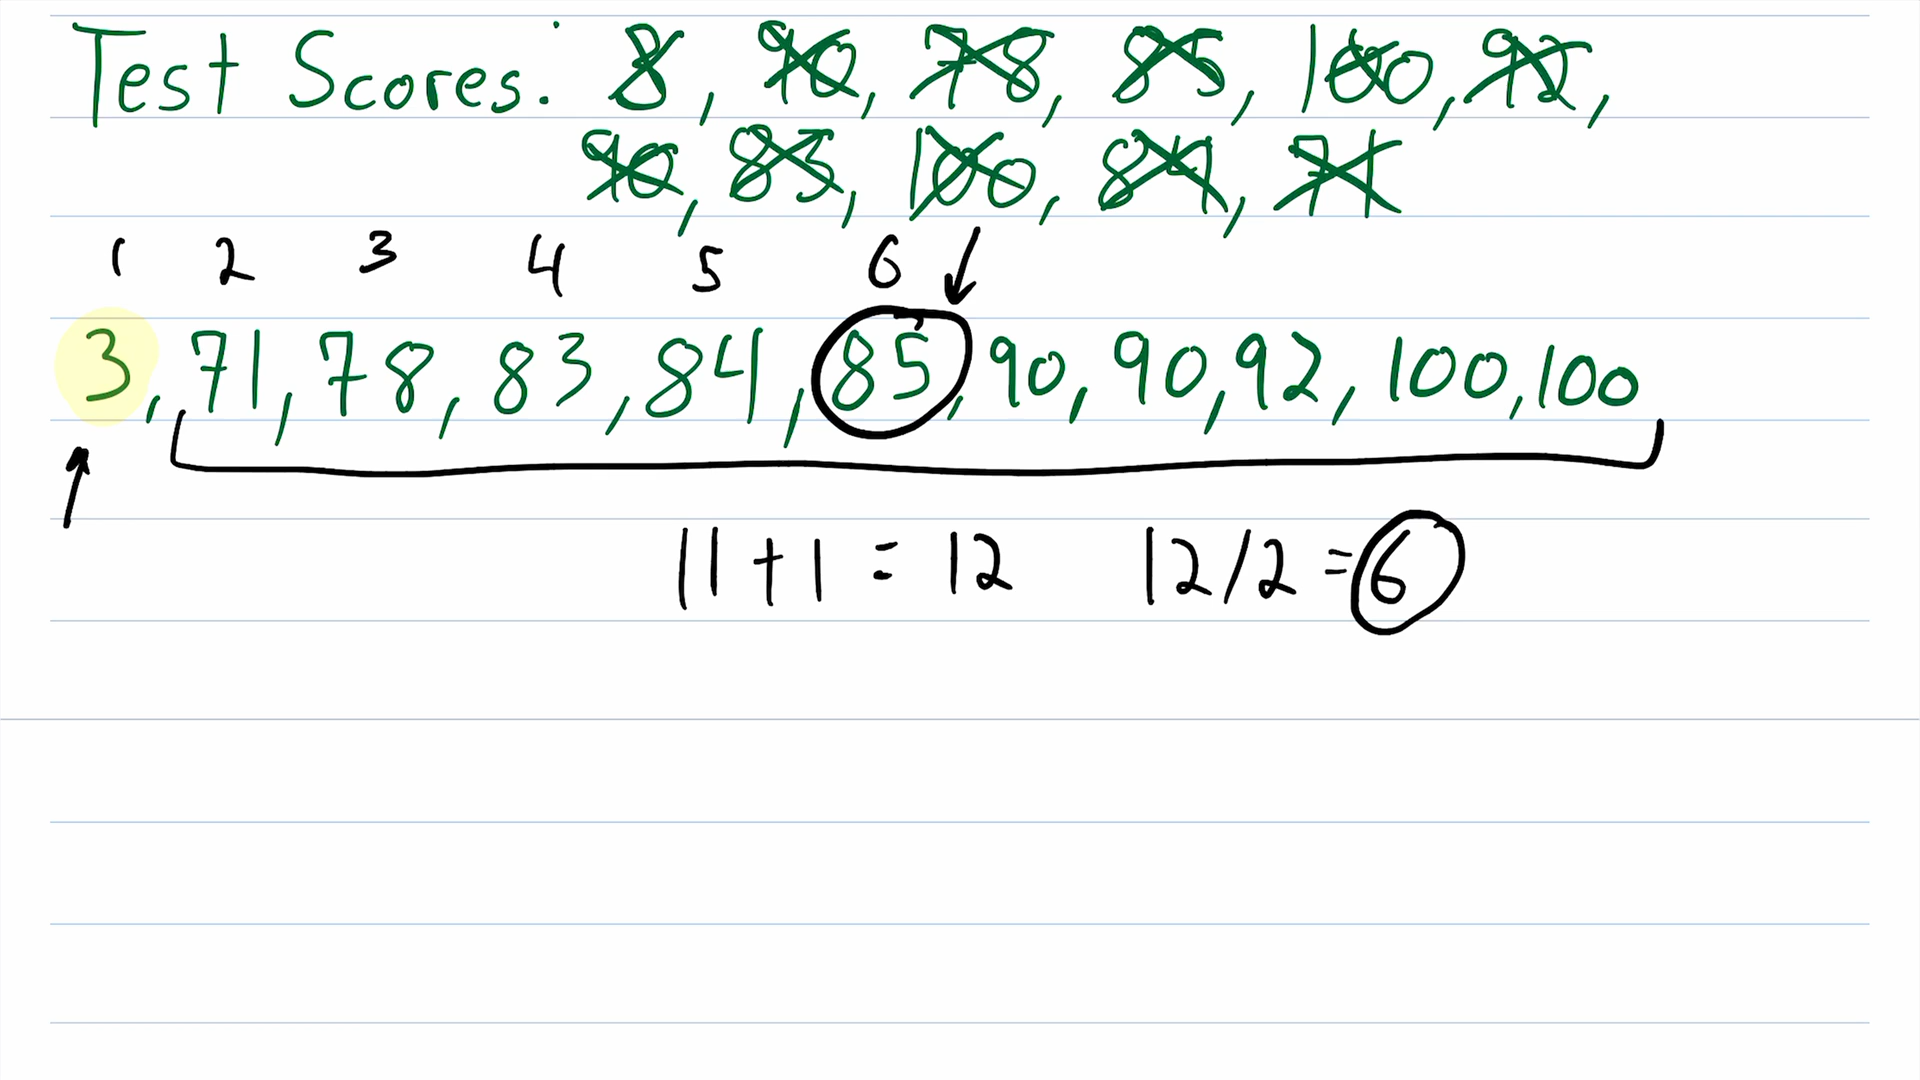 Test Scores: 3, 90, 78, 85, 100, 92,
90, 83, 100, 84, 71
1 2 3 4 5 6
3, 71, 78, 83, 84, 85, 90, 90, 92, 100, 100
11 + 1 = 12 12/2 = 6